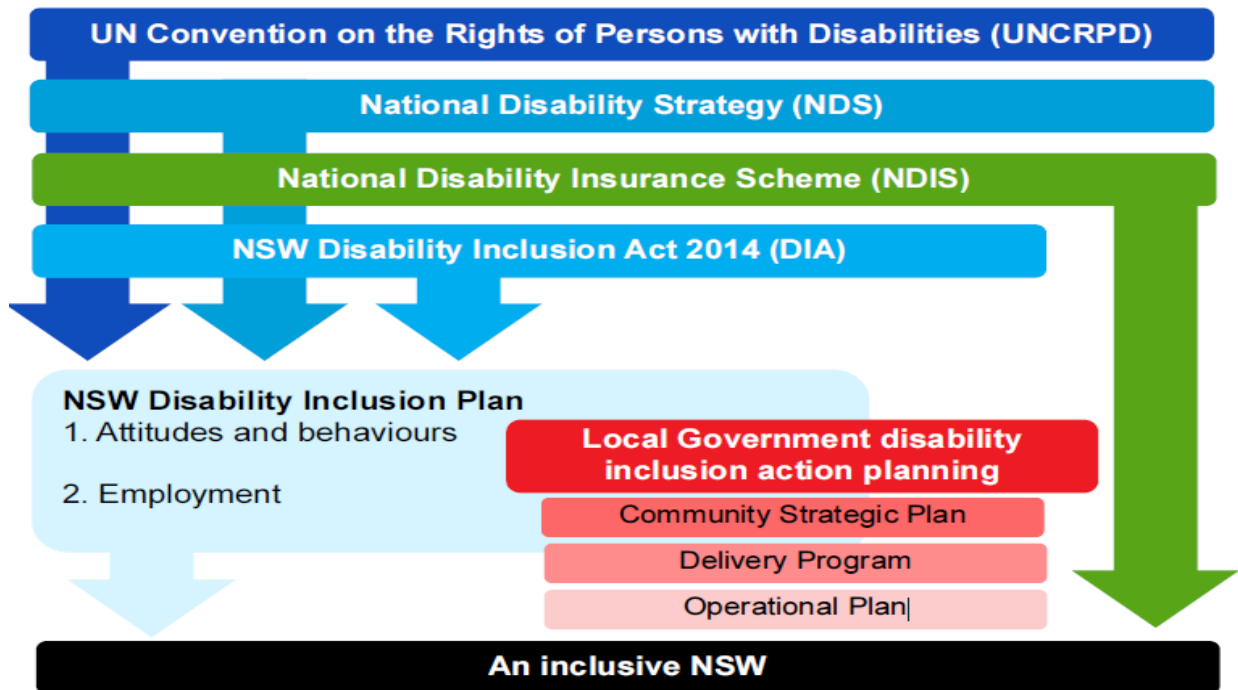 UN Convention on the Rights of Persons with Disabilities (UNCRPD)
National Disability Strategy (NDS)
National Disability Insurance Scheme (NDIS)
NSW Disability Inclusion Act 2014 (DIA)
NSW Disability Inclusion Plan
1. Attitudes and behaviours
2. Employment
Local Government disability
inclusion action planning
Community Strategic Plan
Delivery Program
Operational Plan
An inclusive NSW